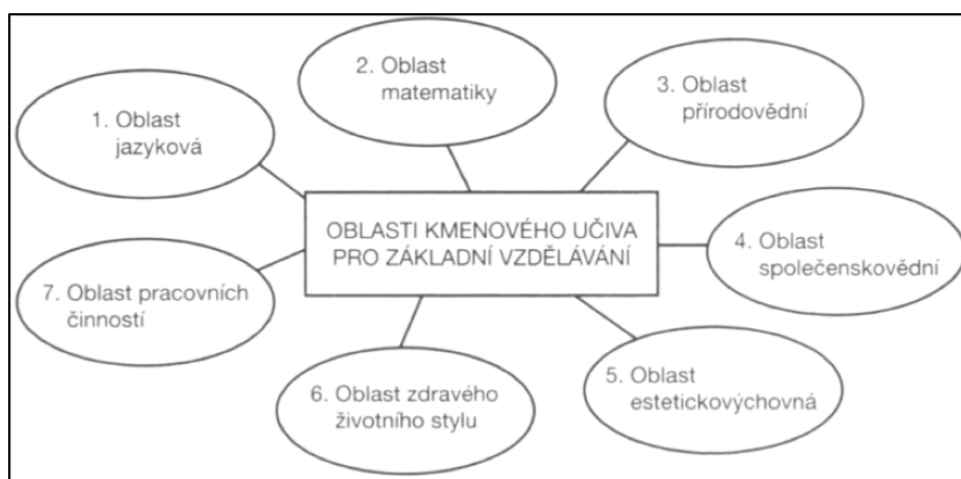 1. Oblast
jazyková
2. Oblast
matematiky
3. Oblast
přírodovědní
4. Oblast
společenskovědní
5. Oblast
estetickovýchovná
6. Oblast zdravého
životního stylu
7. Oblast pracovních
činností
OBLASTI KMENOVÉHO UČIVA
PRO ZÁKLADNÍ VZDĚLÁVÁNÍ